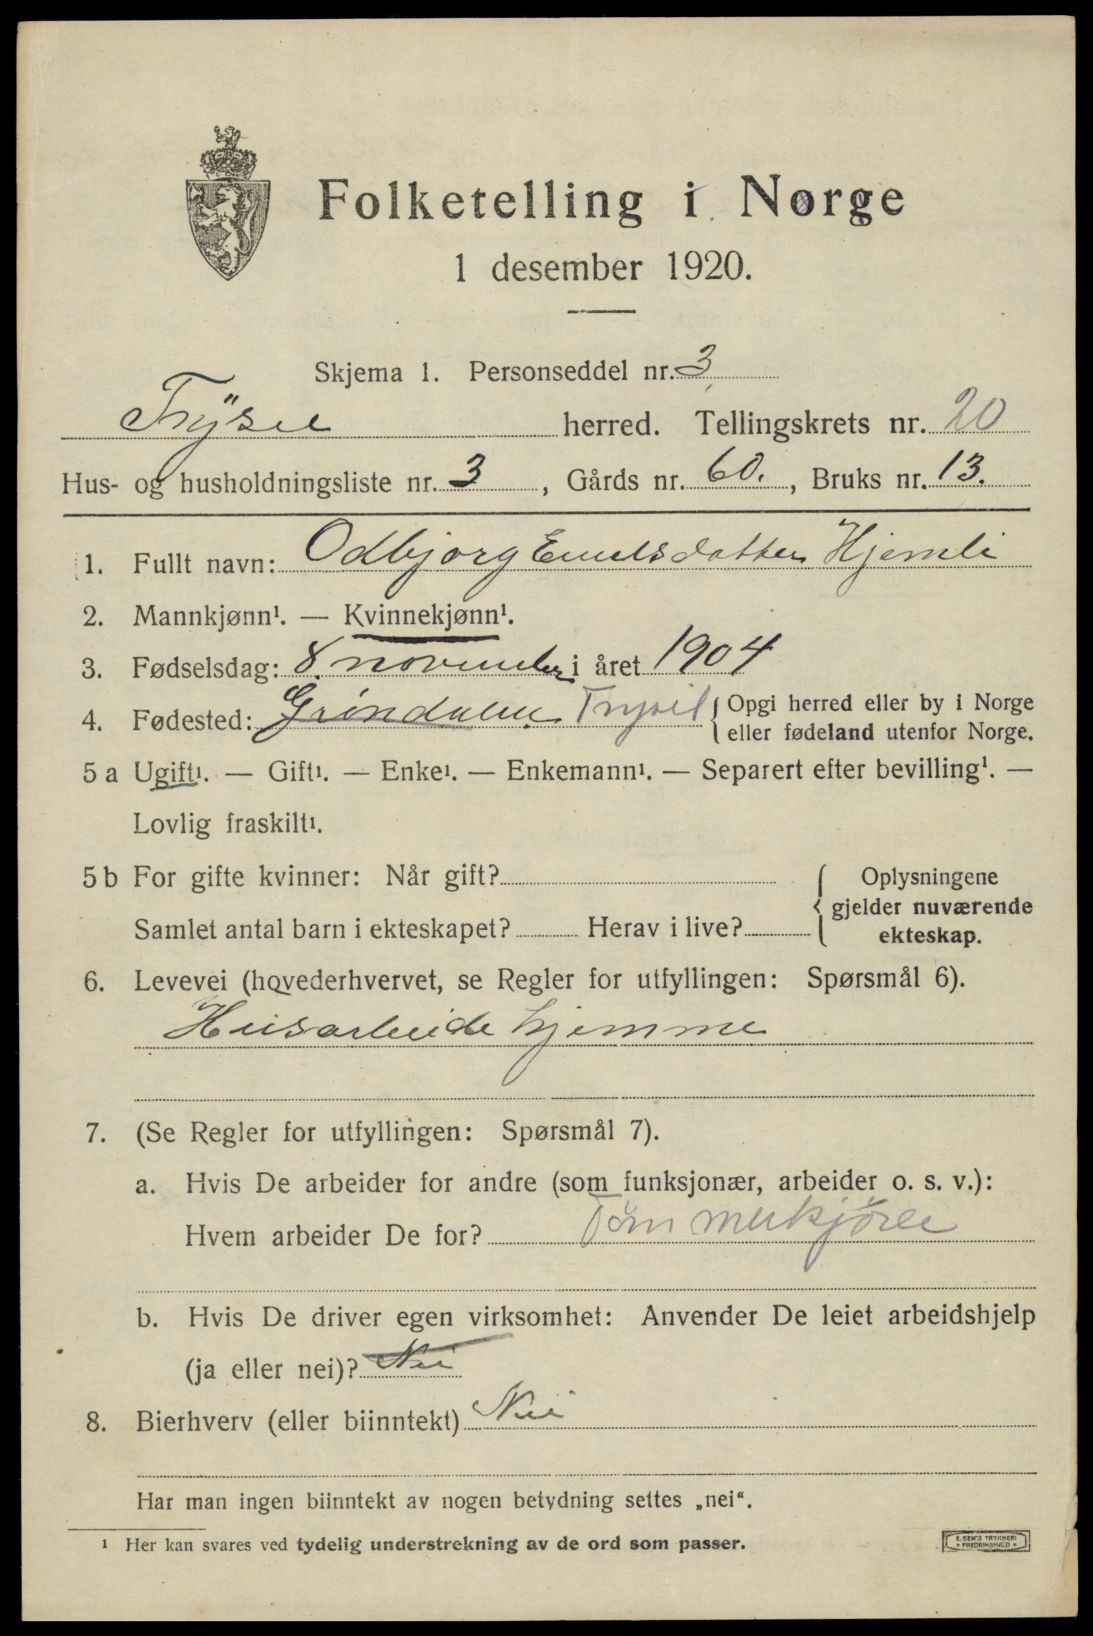 Folketelling i Norge
1 desember 1920.
Skjema 1. Personseddel nr. 3
Trysil herred. Tellingskrets nr. 20
Hus- og husholdningsliste nr. 3, Gårds nr. 60., Bruks nr. 13.
1. Fullt navn: Odbjorg Emelsdatter Hjemli
2. Mannkjønn¹. — Kvinnekjønn¹.
3. Fødselsdag: 8. november i året 1904
4. Fødested: Grøndalen Trysil { Opgi herred eller by i Norge
eller fødeland utenfor Norge.
5 a Ugift¹. — Gift¹. — Enke¹. — Enkemann¹. — Separert efter bevilling¹. —
Lovlig fraskilt¹.
5 b For gifte kvinner: Når gift? { Oplysningene
gjelder nuværende
Samlet antal barn i ekteskapet? Herav i live?
ekteskap.
6. Levevei (hovederhvervet, se Regler for utfyllingen: Spørsmål 6).
Husarbeide hjemme
7. (Se Regler for utfyllingen: Spørsmål 7).
a. Hvis De arbeider for andre (som funksjonær, arbeider o. s. v.):
Hvem arbeider De for? Tømmerkjører
b. Hvis De driver egen virksomhet: Anvender De leiet arbeidshjelp
(ja eller nei)? Nei
8. Bierhverv (eller biinntekt) Nei
Har man ingen biinntekt av nogen betydning settes „nei“.
¹ Her kan svares ved tydelig understrekning av de ord som passer.
E. SEM'S TRYKKERI
• FREDRIKSHALD •